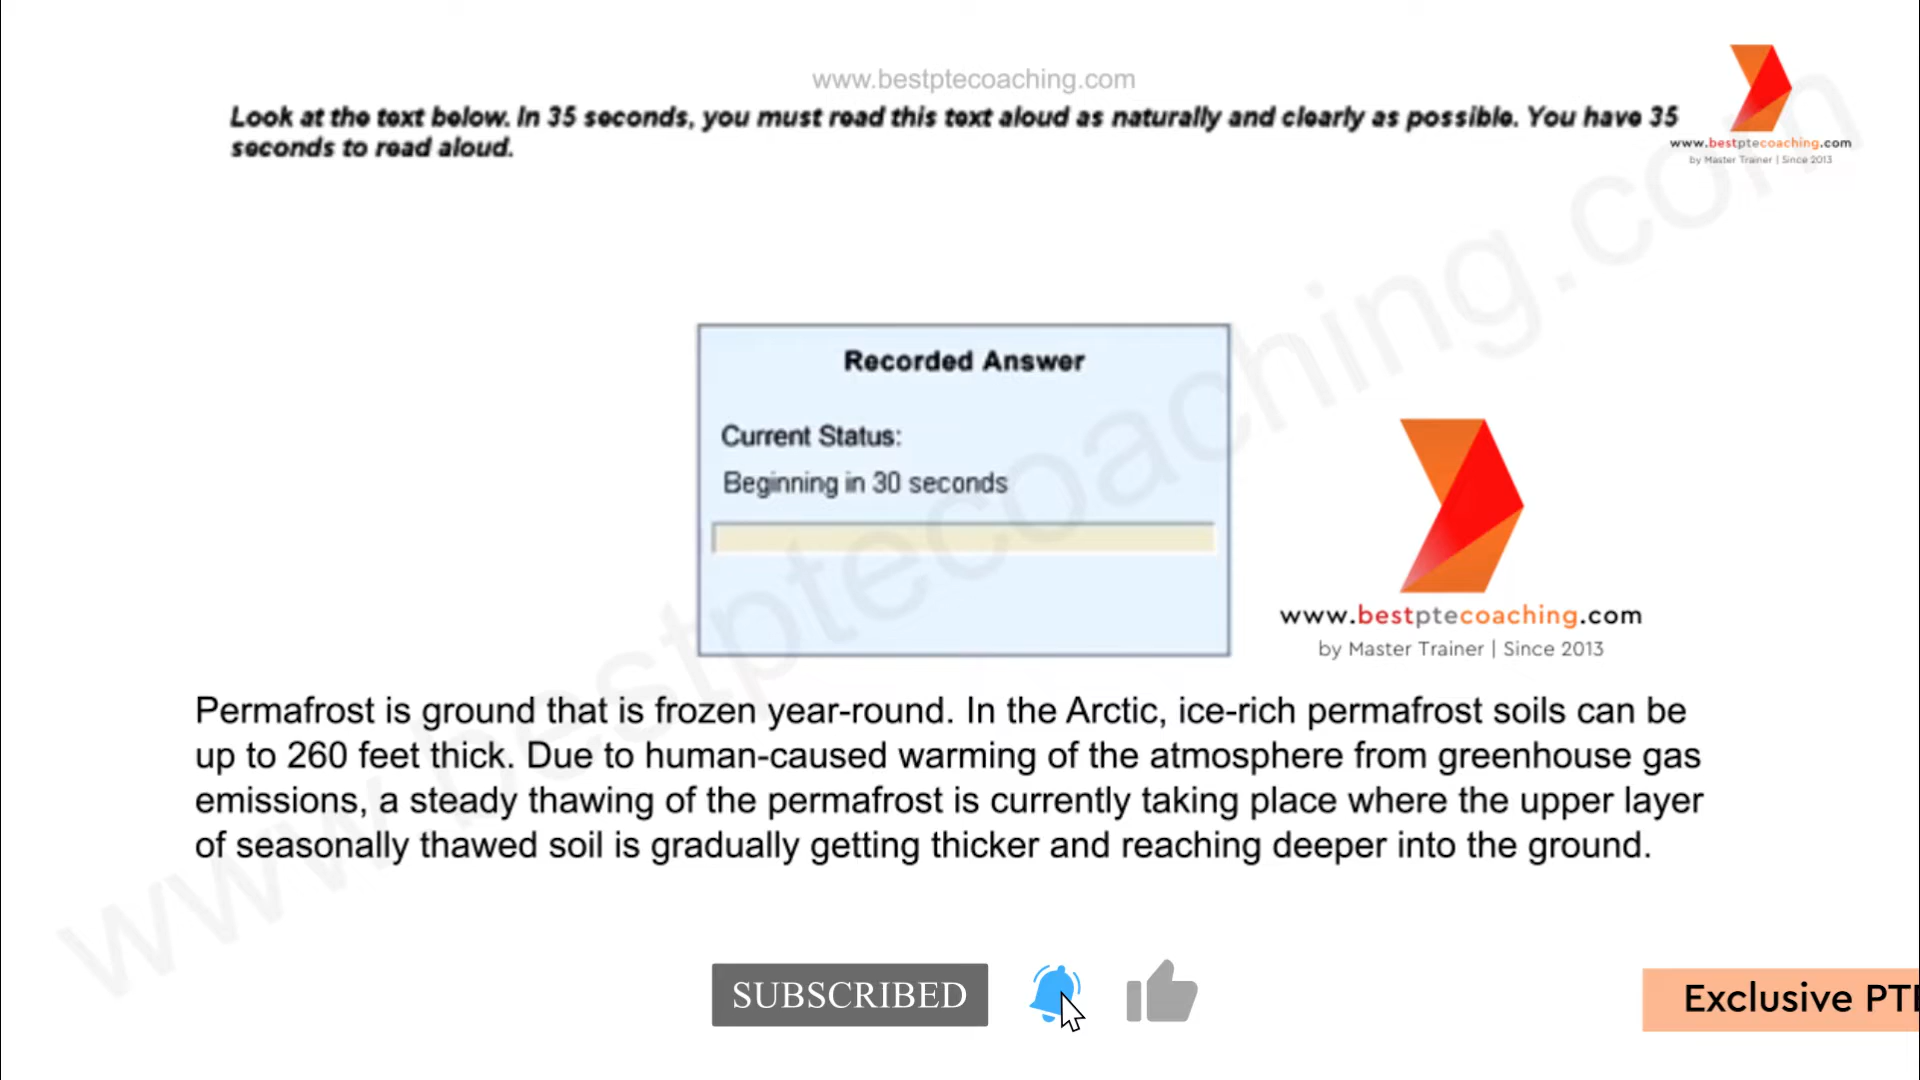 www.bestptecoaching.com
Look at the text below. In 35 seconds, you must read this text aloud as naturally and clearly as possible. You have 35
seconds to read aloud.
www.bestptecoaching.com
by Master Trainer | Since 2013
Recorded Answer
Current Status:
Beginning in 30 seconds
www.bestptecoaching.com
by Master Trainer | Since 2013
www.bestptecoaching.com
Permafrost is ground that is frozen year-round. In the Arctic, ice-rich permafrost soils can be
up to 260 feet thick. Due to human-caused warming of the atmosphere from greenhouse gas
emissions, a steady thawing of the permafrost is currently taking place where the upper layer
of seasonally thawed soil is gradually getting thicker and reaching deeper into the ground.
SUBSCRIBED
Exclusive PTE